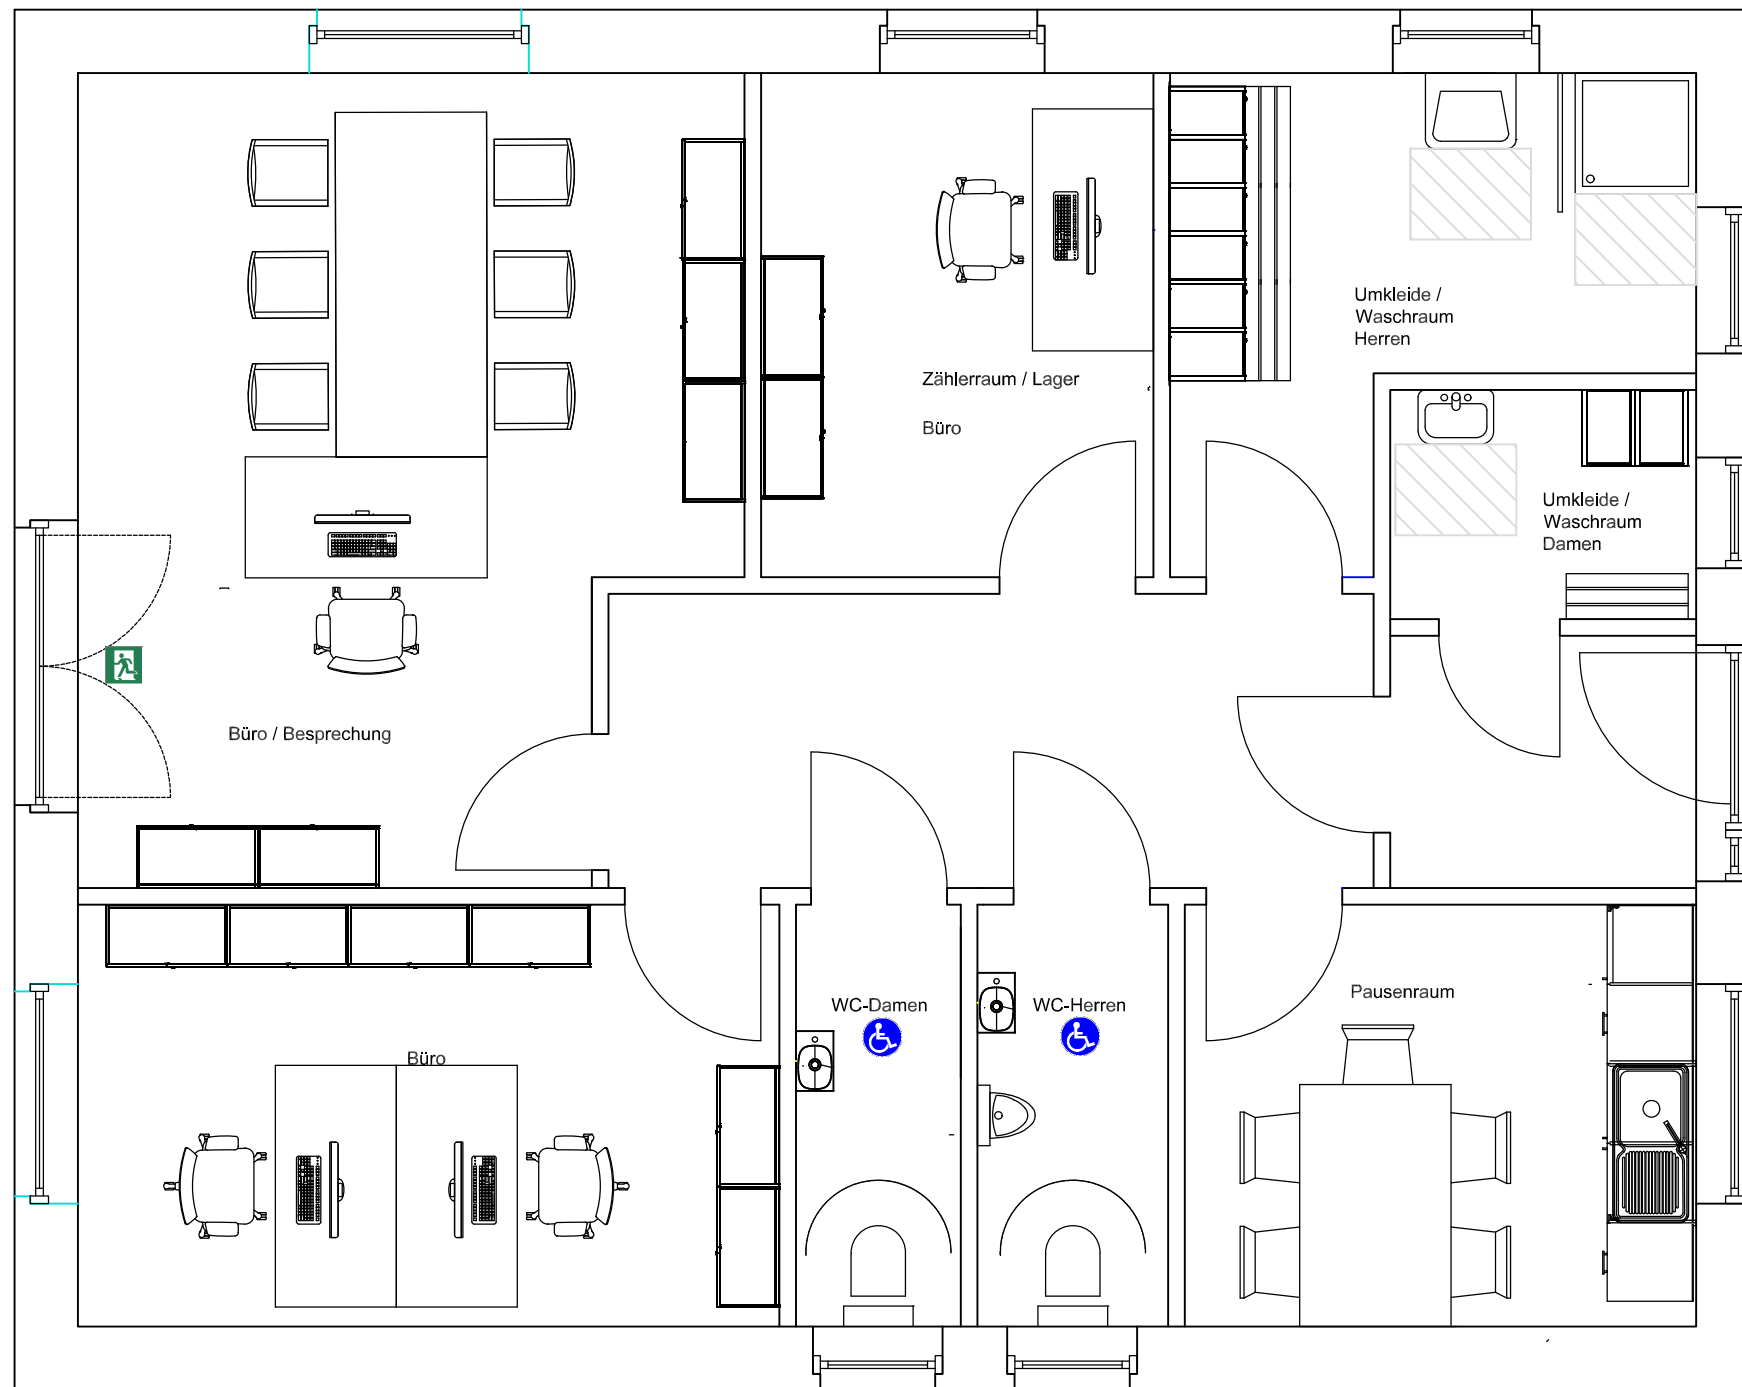 Umkleide /
Waschraum
Herren
Zählerraum / Lager
Büro
Umkleide /
Waschraum
Damen
Büro / Besprechung
WC-Damen
WC-Herren
Pausenraum
Büro